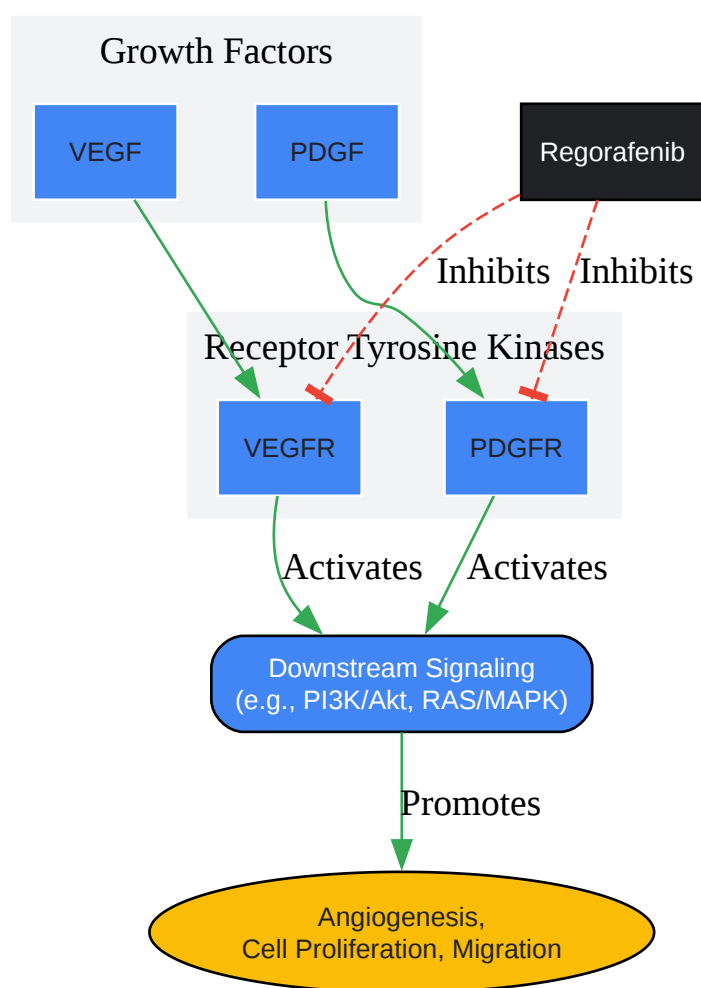 Growth Factors
VEGF
PDGF
Regorafenib
Inhibits
Inhibits
Receptor Tyrosine Kinases
VEGFR
PDGFR
Activates
Activates
Downstream Signaling
(e.g., PI3K/Akt, RAS/MAPK)
Promotes
Angiogenesis,
Cell Proliferation, Migration